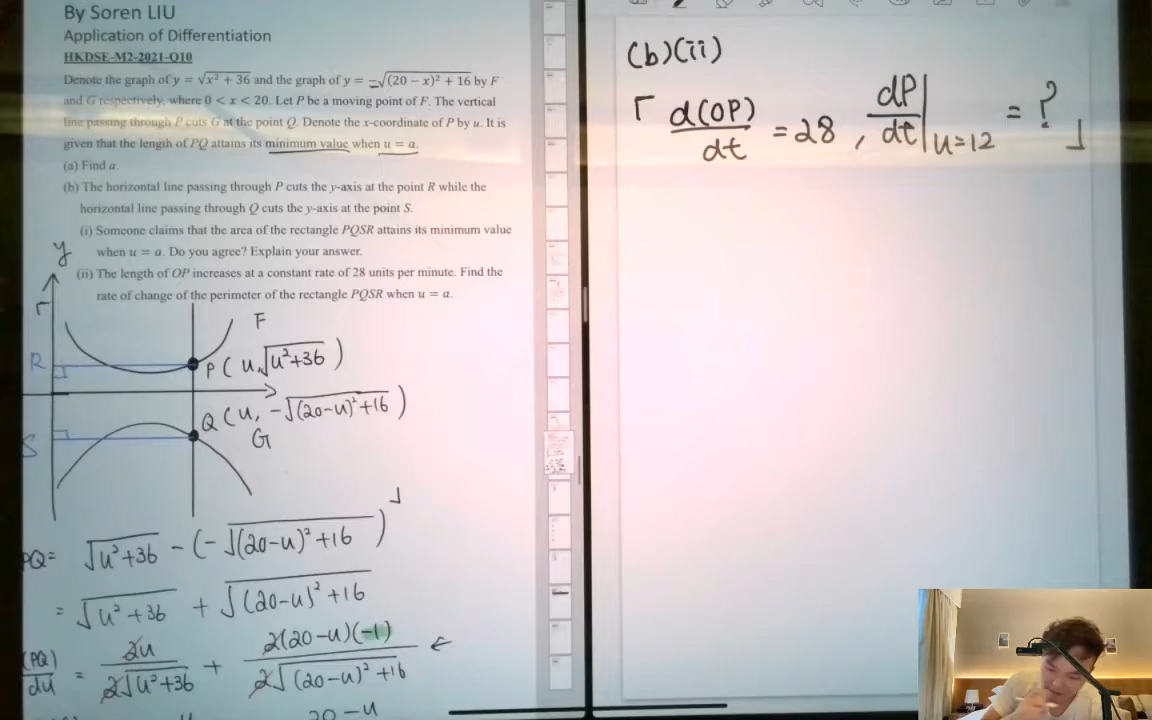 By Soren LIU
Application of Differentiation
HKDSE-M2-2021-Q10
Denote the graph of y = √(x² + 36) and the graph of y = −√((20 − x)² + 16) by F
and G respectively, where 0 < x < 20. Let P be a moving point of F. The vertical
line passing through P cuts G at the point Q. Denote the x-coordinate of P by u. It is
given that the length of PQ attains its minimum value when u = a.
(a) Find a.
(b) The horizontal line passing through P cuts the y-axis at the point R while the
horizontal line passing through Q cuts the y-axis at the point S.
(i) Someone claims that the area of the rectangle PQSR attains its minimum value
when u = a. Do you agree? Explain your answer.
(ii) The length of OP increases at a constant rate of 28 units per minute. Find the
rate of change of the perimeter of the rectangle PQSR when u = a.
y
F
R
P(u, √(u²+36))
Q(u, -√((20-u)²+16))
G
S
PQ = √(u²+36) - (-√((20-u)²+16))
= √(u²+36) + √((20-u)²+16)
(PQ)/du = 2u/2√(u²+36) + 2(20-u)(-1)/2√((20-u)²+16) ←
u 20-u
(b)(ii)
「 d(OP)/dt = 28, dP/dt|u=12 = ? 」